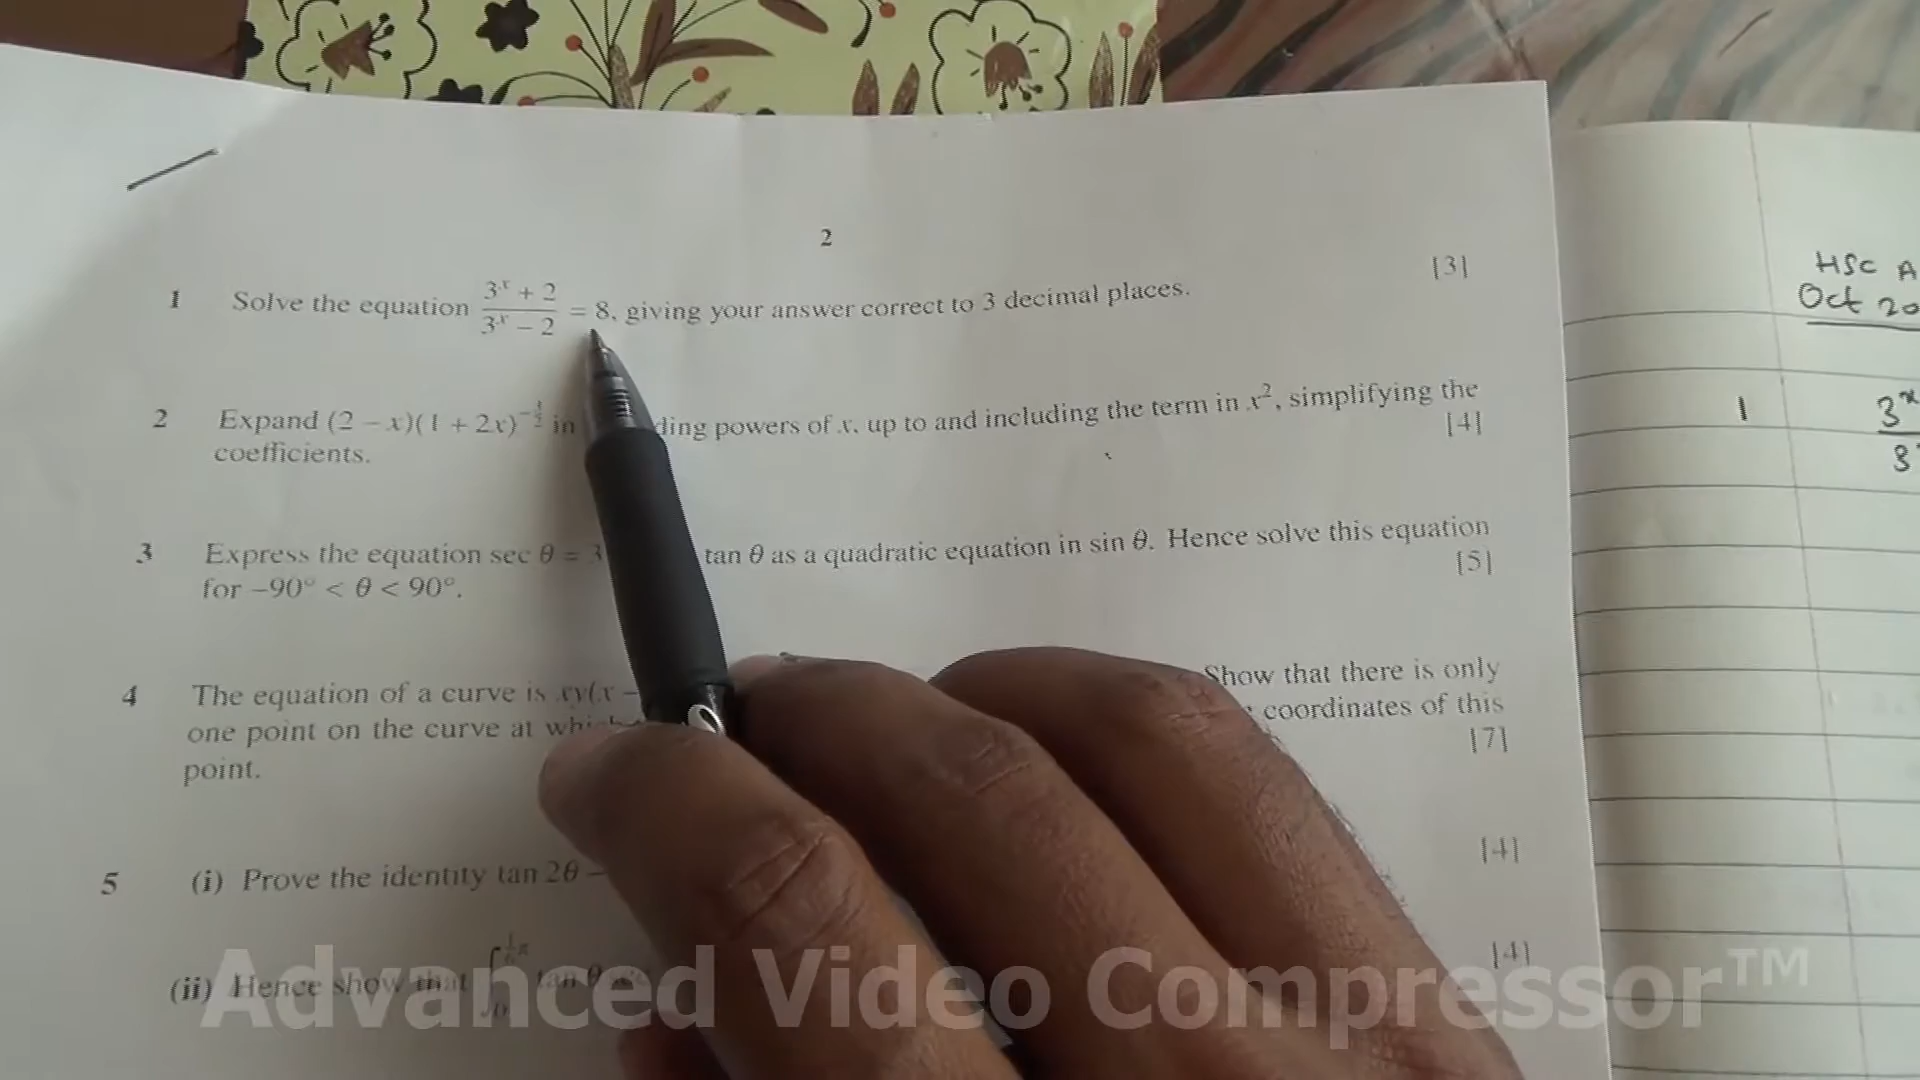 2
1 Solve the equation (3^x + 2)/(3^x − 2) = 8, giving your answer correct to 3 decimal places. [3]
2 Expand (2 − x)(1 + 2x) in ding powers of x, up to and including the term in x², simplifying the
coefficients. [4]
3 Express the equation sec θ = 3 tan θ as a quadratic equation in sin θ. Hence solve this equation
for −90° < θ < 90°. [5]
4 The equation of a curve is xy(x − Show that there is only
one point on the curve at which coordinates of this
point. [7]
5 (i) Prove the identity tan 2θ − [4]
(ii) Hence show that tan θ [4]
HSC A
Oct 20
1 3^x
3
Advanced Video Compressor™